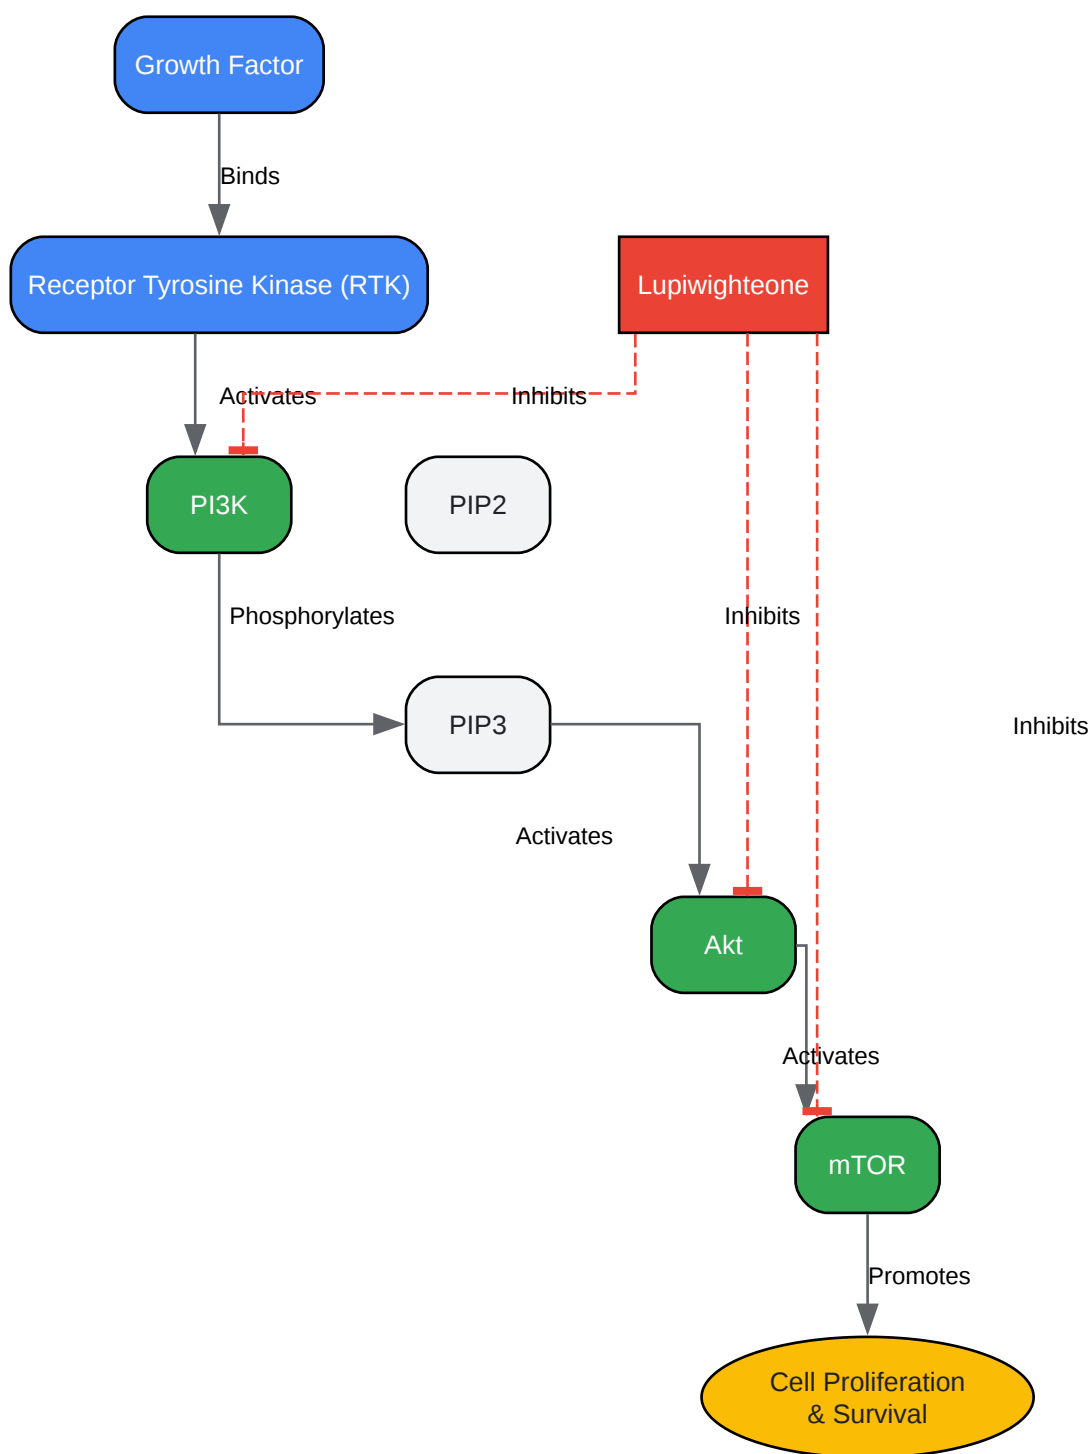 Growth Factor
Binds
Receptor Tyrosine Kinase (RTK)
Lupiwighteone
Activates
Inhibits
PI3K
PIP2
Phosphorylates
Inhibits
PIP3
Inhibits
Activates
Akt
Activates
mTOR
Promotes
Cell Proliferation
& Survival